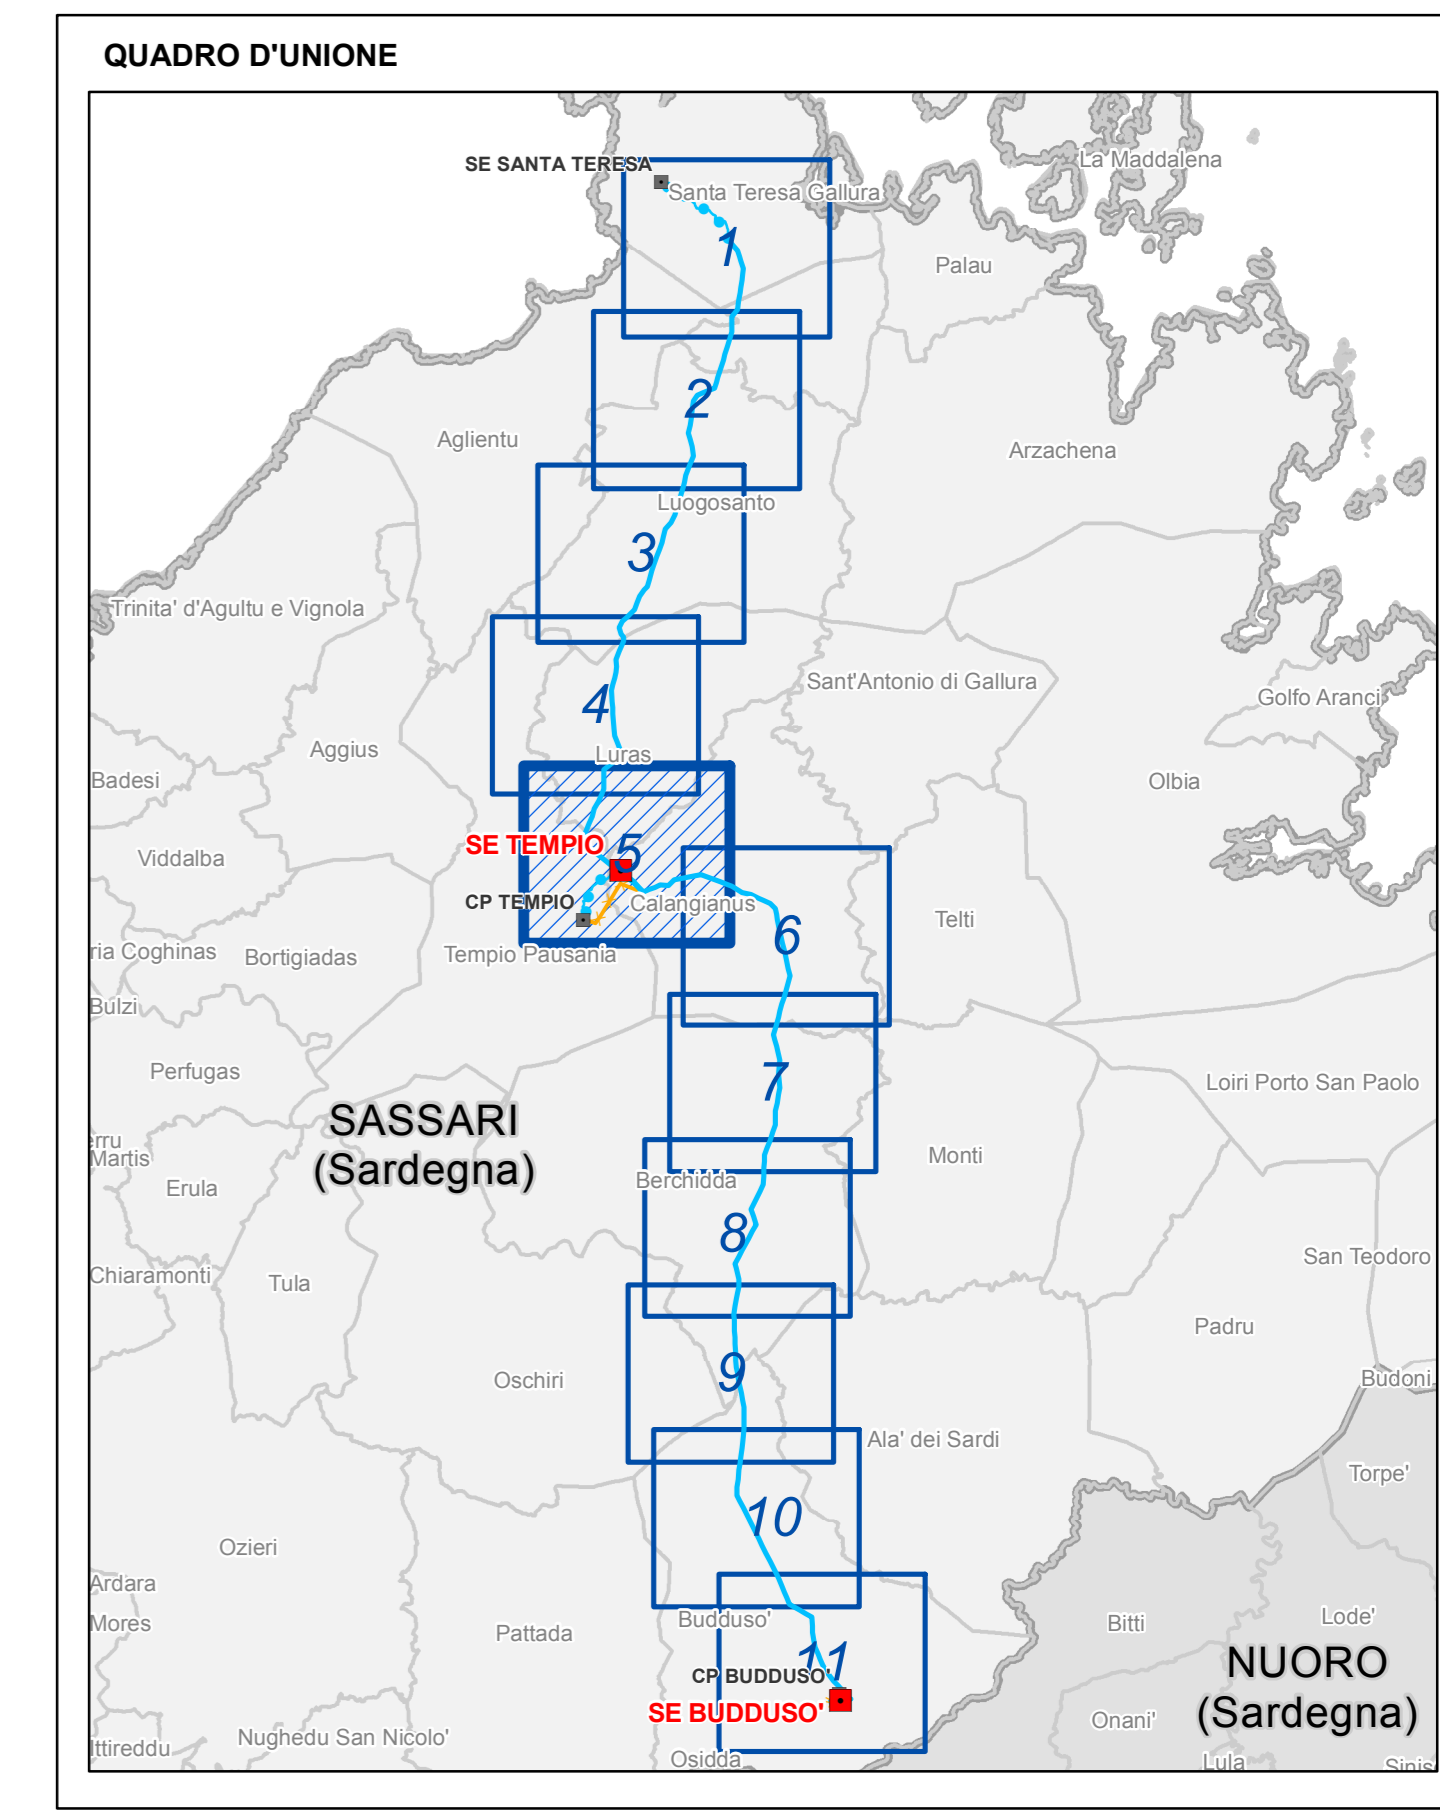 QUADRO D'UNIONE
La Maddalena
SE SANTA TERESA
Santa Teresa Gallura
1
Palau
2
Aglientu
Arzachena
Luogosanto
3
Trinita' d'Agultu e Vignola
Sant'Antonio di Gallura
Golfo Aranci
4
Aggius
Luras
Badesi
Olbia
SE TEMPIO
5
Viddalba
CP TEMPIO
Calangianus
Telti
6
ria Coghinas
Bortigiadas
Tempio Pausania
Bulzi
Perfugas
7
Loiri Porto San Paolo
SASSARI
(Sardegna)
erru
Martis
Monti
Erula
Berchidda
8
San Teodoro
Chiaramonti
Tula
Padru
9
Oschiri
Budoni
Ala' dei Sardi
Torpe'
10
Ozieri
Ardara
Mores
Budduso'
Bitti
Lode'
Pattada
11
CP BUDDUSO'
NUORO
(Sardegna)
SE BUDDUSO'
Onani'
Nughedu San Nicolo'
Ittireddu
Osidda
Lula
Sinis